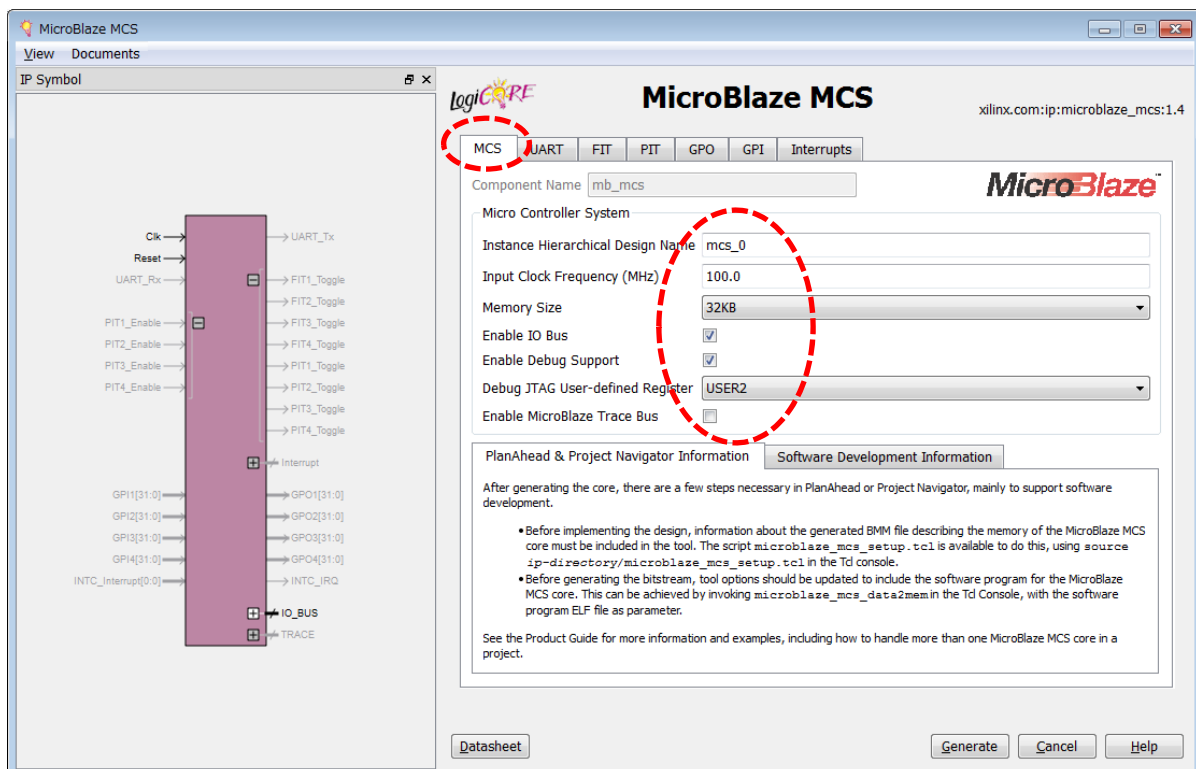 MicroBlaze MCS
View Documents
IP Symbol
Clk
Reset
UART_Rx
PIT1_Enable
PIT2_Enable
PIT3_Enable
PIT4_Enable
GPI1[31:0]
GPI2[31:0]
GPI3[31:0]
GPI4[31:0]
INTC_Interrupt[0:0]
UART_Tx
FIT1_Toggle
FIT2_Toggle
FIT3_Toggle
FIT4_Toggle
PIT1_Toggle
PIT2_Toggle
PIT3_Toggle
PIT4_Toggle
Interrupt
GPO1[31:0]
GPO2[31:0]
GPO3[31:0]
GPO4[31:0]
INTC_IRQ
IO_BUS
TRACE
LogiCORE
MicroBlaze MCS
xilinx.com:ip:microblaze_mcs:1.4
MCS UART FIT PIT GPO GPI Interrupts
Component Name mb_mcs
MicroBlaze
Micro Controller System
Instance Hierarchical Design Name mcs_0
Input Clock Frequency (MHz) 100.0
Memory Size 32KB
Enable IO Bus
Enable Debug Support
Debug JTAG User-defined Register USER2
Enable MicroBlaze Trace Bus
PlanAhead & Project Navigator Information Software Development Information
After generating the core, there are a few steps necessary in PlanAhead or Project Navigator, mainly to support software
development.
• Before implementing the design, information about the generated BMM file describing the memory of the MicroBlaze MCS
core must be included in the tool. The script microblaze_mcs_setup.tcl is available to do this, using source
ip-directory/microblaze_mcs_setup.tcl in the Tcl console.
• Before generating the bitstream, tool options should be updated to include the software program for the MicroBlaze
MCS core. This can be achieved by invoking microblaze_mcs_data2mem in the Tcl Console, with the software
program ELF file as parameter.
See the Product Guide for more information and examples, including how to handle more than one MicroBlaze MCS core in a
project.
Datasheet Generate Cancel Help